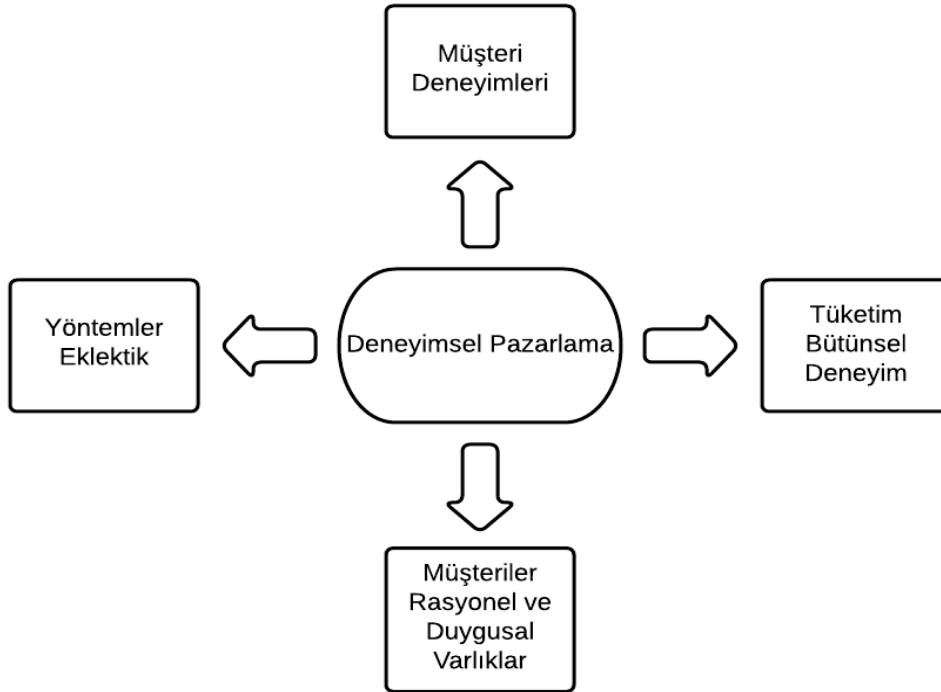 Müşteri
Deneyimleri
Yöntemler
Eklektik
Deneyimsel Pazarlama
Tüketim
Bütünsel
Deneyim
Müşteriler
Rasyonel ve
Duygusal
Varlıklar